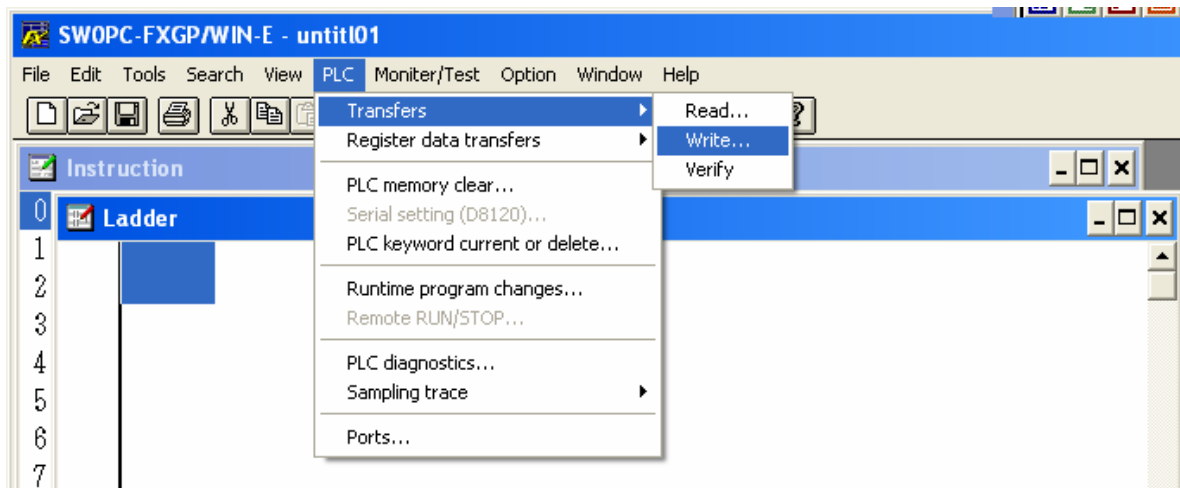 SW0PC-FXGP/WIN-E - untitl01
File Edit Tools Search View PLC Moniter/Test Option Window Help
Transfers
Read...
Register data transfers
Write...
Verify
Instruction
PLC memory clear...
0
Ladder
Serial setting (D8120)...
1
PLC keyword current or delete...
2
Runtime program changes...
3
Remote RUN/STOP...
4
PLC diagnostics...
5
Sampling trace
6
Ports...
7